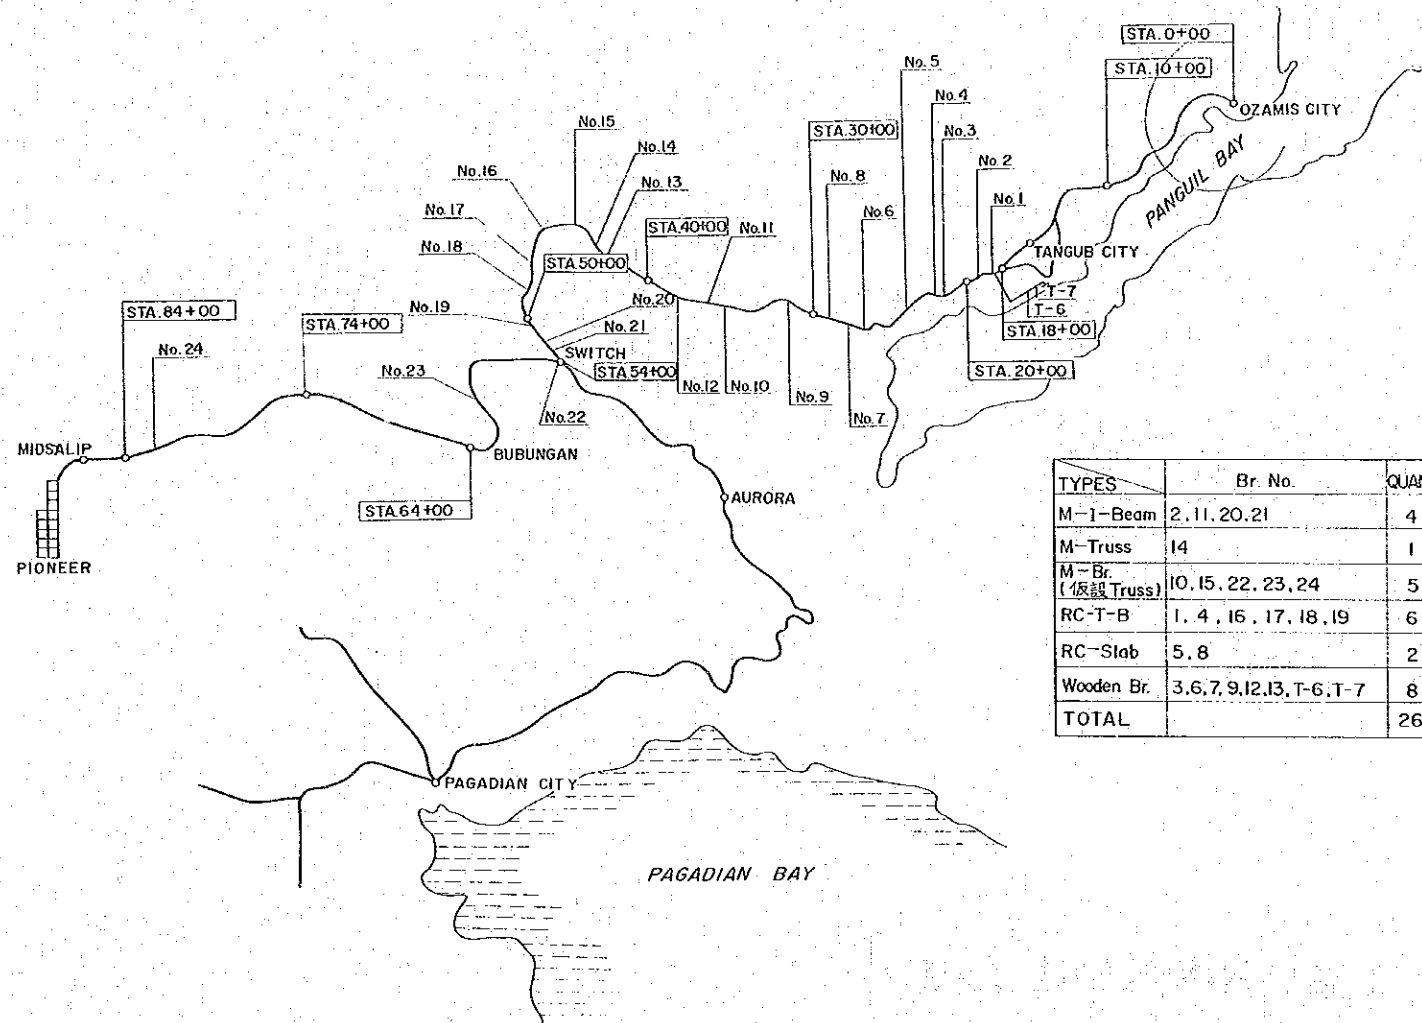 STA.0+00
STA.10+00
OZAMIS CITY
No.5
No.4
No.3
No.2
No.1
STA.30+00
No.8
No.6
PANGUIL BAY
TANGUB CITY
T-7
T-6
STA.18+00
STA.20+00
No.15
No.14
No.13
No.16
No.17
No.18
STA.40+00
No.11
STA.50+00
No.19
No.20
No.21
SWITCH
STA.54+00
No.12
No.10
No.9
No.7
No.22
No.23
STA.84+00
STA.74+00
No.24
MIDSALIP
BUBUNGAN
STA.64+00
PIONEER
AURORA
PAGADIAN CITY
PAGADIAN BAY
TYPES Br. No. QUAN
M-I-Beam 2.11.20.21 4
M-Truss 14 1
M-Br.
(仮設Truss) 10.15.22.23.24 5
RC-T-B 1.4.16.17.18.19 6
RC-Slab 5.8 2
Wooden Br. 3.6.7.9.12.13.T-6.T-7 8
TOTAL 26